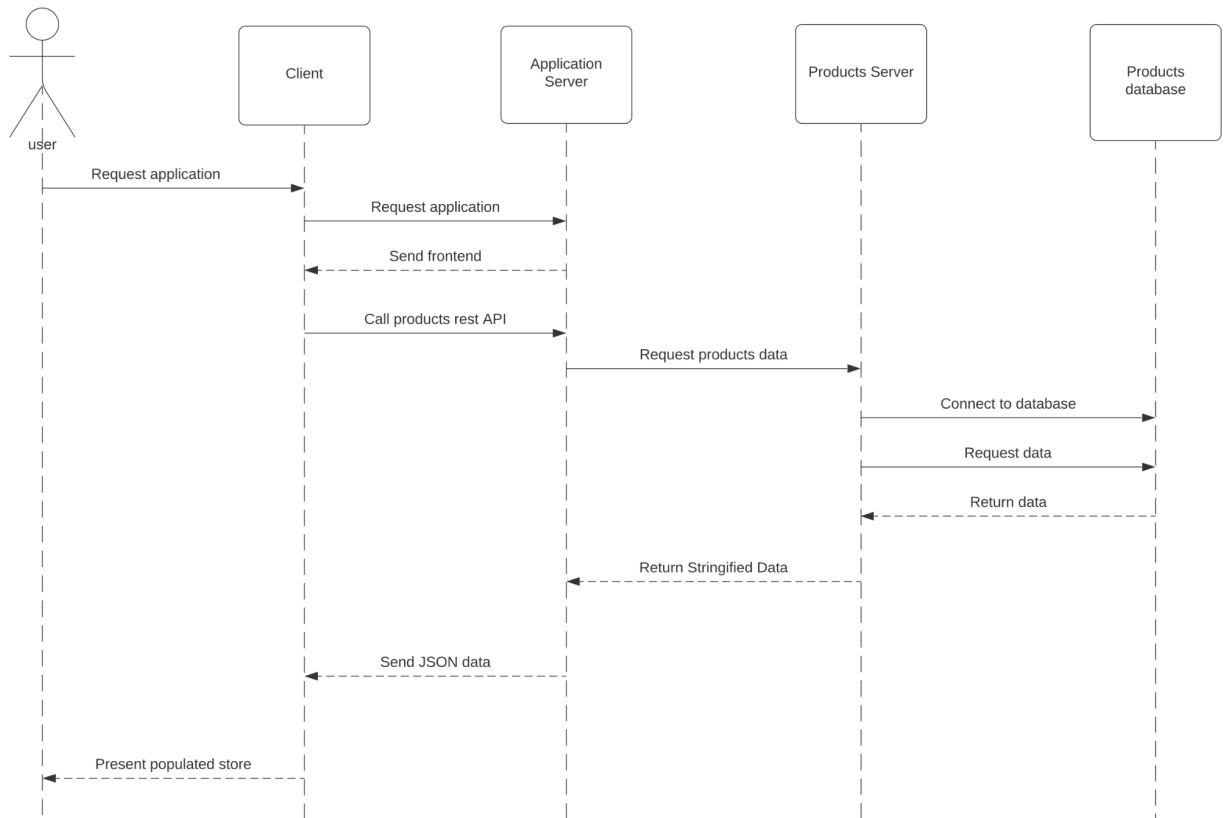 Client
Application
Server
Products Server
Products
database
user
Request application
Request application
Send frontend
Call products rest API
Request products data
Connect to database
Request data
Return data
Return Stringified Data
Send JSON data
Present populated store